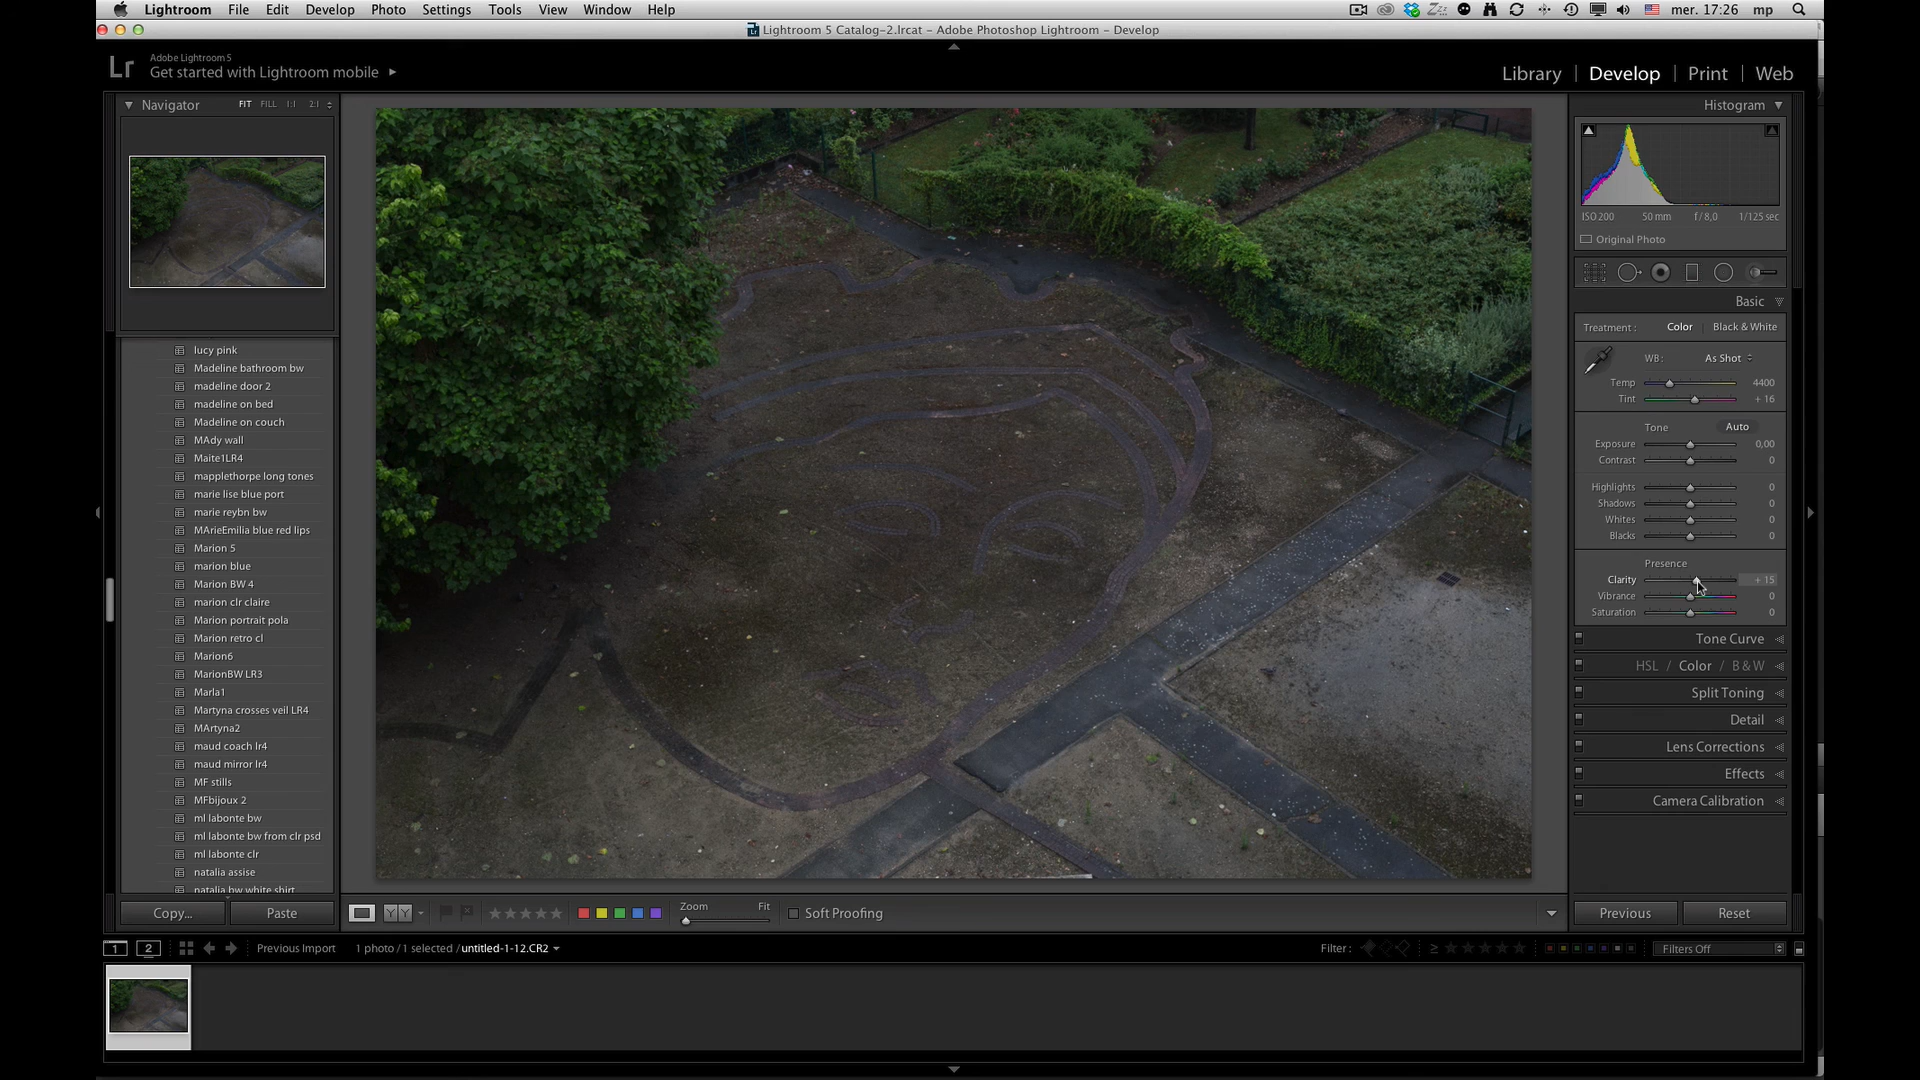 Lightroom File Edit Develop Photo Settings Tools View Window Help mer. 17:26 mp
Lightroom 5 Catalog-2.lrcat – Adobe Photoshop Lightroom – Develop
Lr
Adobe Lightroom 5
Get started with Lightroom mobile
Library | Develop | Print | Web
Navigator FIT FILL 1:1 2:1
Histogram
ISO 200 50 mm f / 8,0 1/125 sec
Original Photo
Basic
Treatment : Color | Black & White
WB : As Shot
Temp 4400
Tint + 16
Tone Auto
Exposure 0,00
Contrast 0
Highlights 0
Shadows 0
Whites 0
Blacks 0
Presence
Clarity + 15
Vibrance 0
Saturation 0
Tone Curve
HSL / Color / B & W
Split Toning
Detail
Lens Corrections
Effects
Camera Calibration
Previous Reset
lucy pink
Madeline bathroom bw
madeline door 2
madeline on bed
Madeline on couch
MAdy wall
Maite1LR4
mapplethorpe long tones
marie lise blue port
marie reybn bw
MArieEmilia blue red lips
Marion 5
marion blue
Marion BW 4
marion clr claire
Marion portrait pola
Marion retro cl
Marion6
MarionBW LR3
Marla1
Martyna crosses veil LR4
MArtyna2
maud coach lr4
maud mirror lr4
MF stills
MFbijoux 2
ml labonte bw
ml labonte bw from clr psd
ml labonte clr
natalia assise
natalia bw white shirt
Copy... Paste
YY Zoom Fit Soft Proofing
1 2 Previous Import 1 photo / 1 selected / untitled-1-12.CR2 Filter : ≥ Filters Off